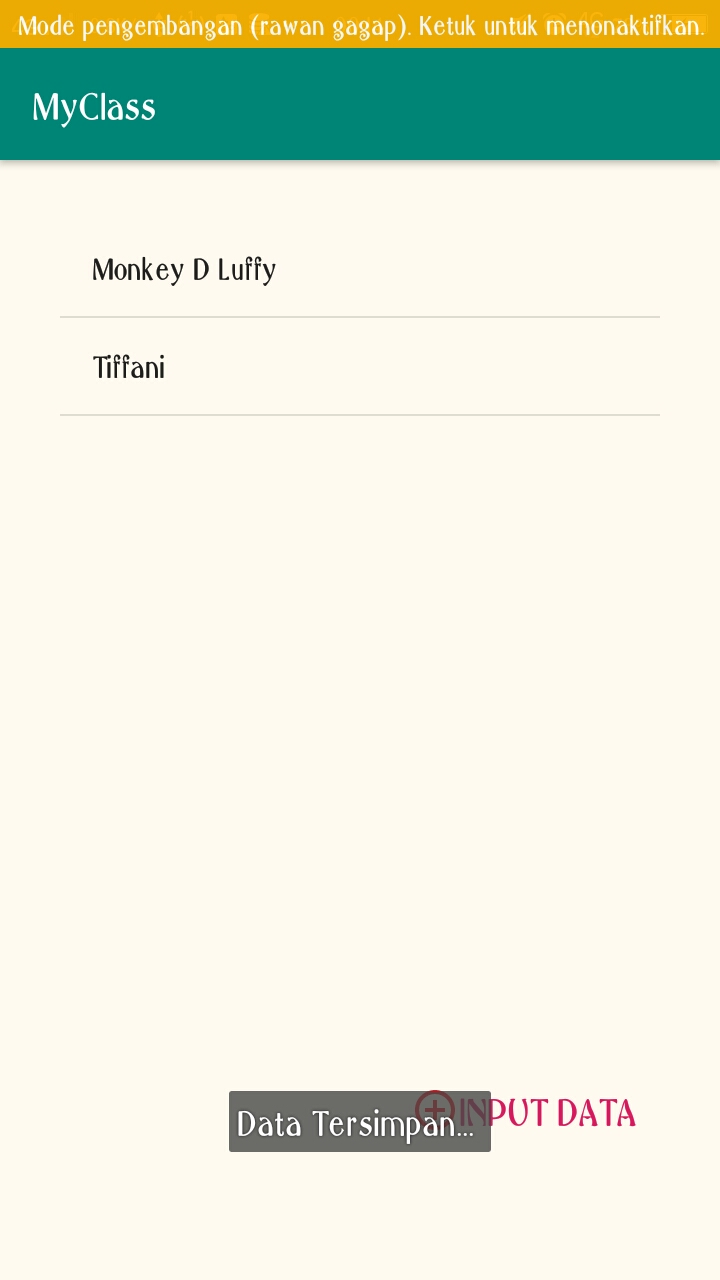 Mode pengembangan (rawan gagap). Ketuk untuk menonaktifkan.
MyClass
Monkey D Luffy
Tiffani
INPUT DATA
Data Tersimpan...